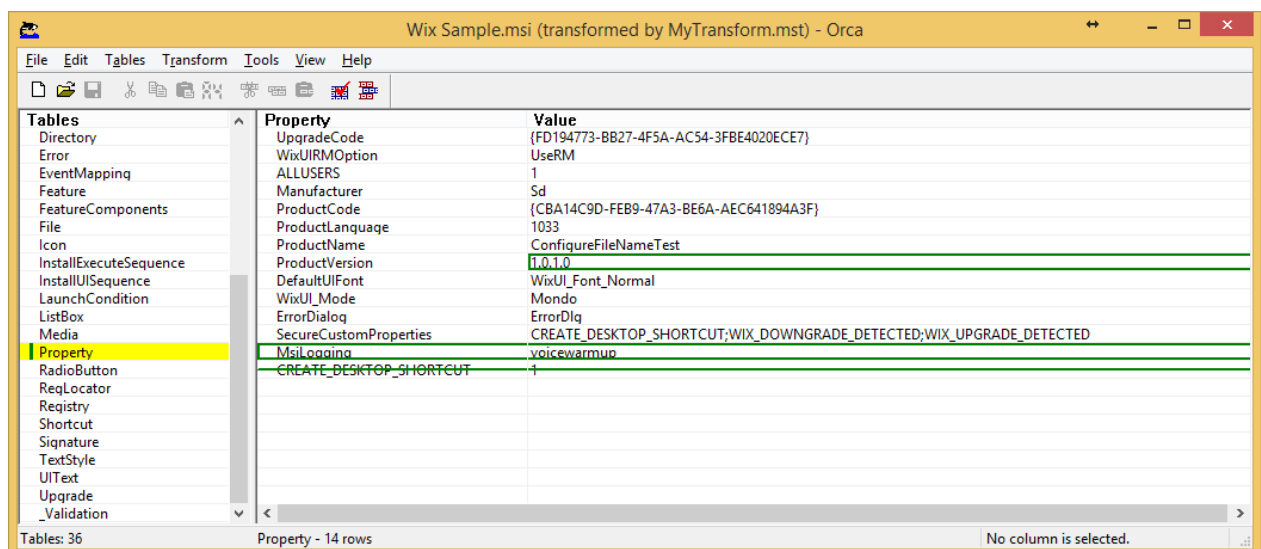 Wix Sample.msi (transformed by MyTransform.mst) - Orca
File Edit Tables Transform Tools View Help
Tables Property Value
Directory UpgradeCode {FD194773-BB27-4F5A-AC54-3FBE4020ECE7}
Error WixUIRMOption UseRM
EventMapping ALLUSERS 1
Feature Manufacturer Sd
FeatureComponents ProductCode {CBA14C9D-FEB9-47A3-BE6A-AEC641894A3F}
File ProductLanguage 1033
Icon ProductName ConfigureFileNameTest
InstallExecuteSequence ProductVersion 1.0.1.0
InstallUISequence DefaultUIFont WixUI_Font_Normal
LaunchCondition WixUI_Mode Mondo
ListBox ErrorDialog ErrorDlg
Media SecureCustomProperties CREATE_DESKTOP_SHORTCUT;WIX_DOWNGRADE_DETECTED;WIX_UPGRADE_DETECTED
Property MsiLogging voicewarmup
RadioButton CREATE_DESKTOP_SHORTCUT 1
RegLocator
Registry
Shortcut
Signature
TextStyle
UIText
Upgrade
_Validation
Tables: 36 Property - 14 rows No column is selected.